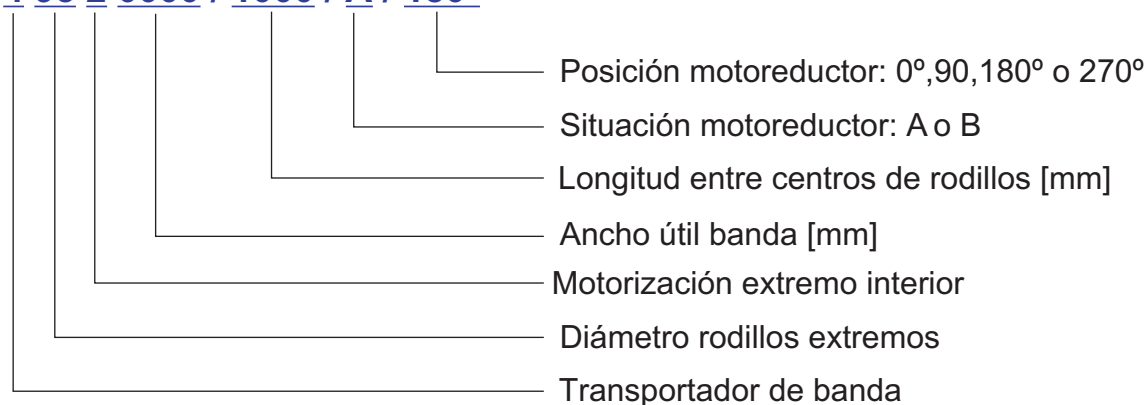 Posición motoreductor: 0º,90,180º o 270º
Situación motoreductor: A o B
Longitud entre centros de rodillos [mm]
Ancho útil banda [mm]
Motorización extremo interior
Diámetro rodillos extremos
Transportador de banda